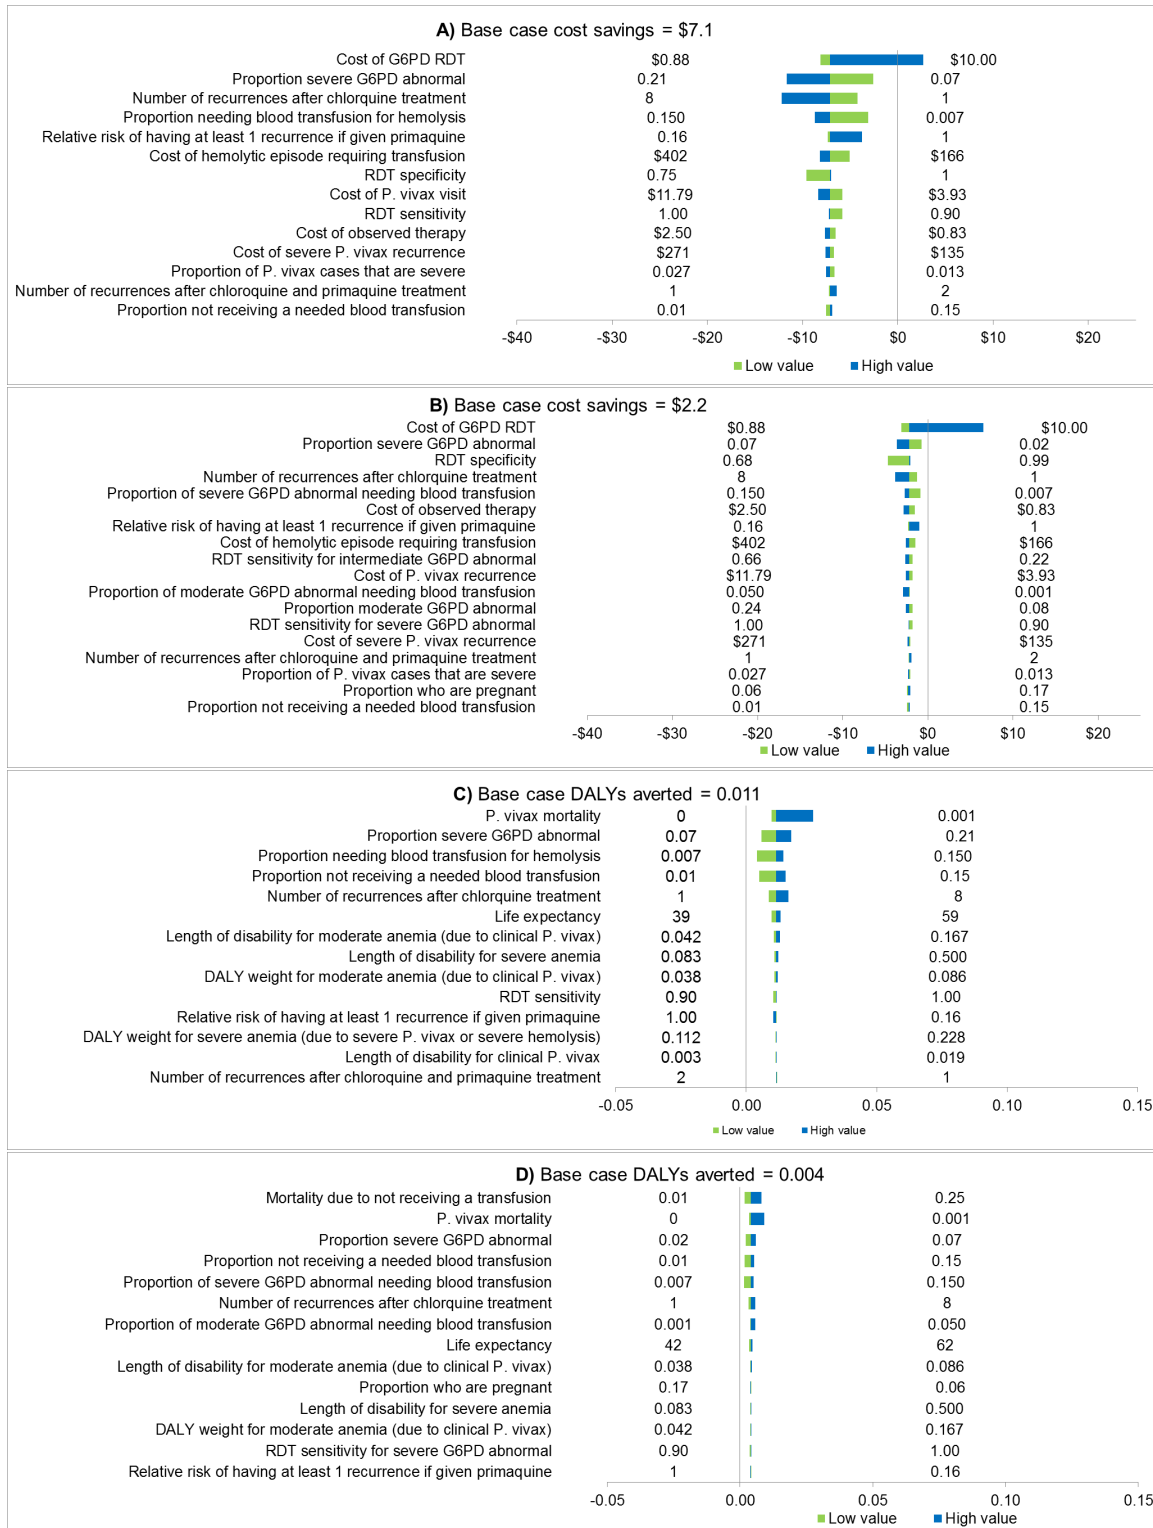 A) Base case cost savings = $7.1
Cost of G6PD RDT $0.88 $10.00
Proportion severe G6PD abnormal 0.21 0.07
Number of recurrences after chlorquine treatment 8 1
Proportion needing blood transfusion for hemolysis 0.150 0.007
Relative risk of having at least 1 recurrence if given primaquine 0.16 1
Cost of hemolytic episode requiring transfusion $402 $166
RDT specificity 0.75 1
Cost of P. vivax visit $11.79 $3.93
RDT sensitivity 1.00 0.90
Cost of observed therapy $2.50 $0.83
Cost of severe P. vivax recurrence $271 $135
Proportion of P. vivax cases that are severe 0.027 0.013
Number of recurrences after chloroquine and primaquine treatment 1 2
Proportion not receiving a needed blood transfusion 0.01 0.15
-$40 -$30 -$20 -$10 $0 $10 $20
Low value High value
B) Base case cost savings = $2.2
Cost of G6PD RDT $0.88 $10.00
Proportion severe G6PD abnormal 0.07 0.02
RDT specificity 0.68 0.99
Number of recurrences after chlorquine treatment 8 1
Proportion of severe G6PD abnormal needing blood transfusion 0.150 0.007
Cost of observed therapy $2.50 $0.83
Relative risk of having at least 1 recurrence if given primaquine 0.16 1
Cost of hemolytic episode requiring transfusion $402 $166
RDT sensitivity for intermediate G6PD abnormal 0.66 0.22
Cost of P. vivax recurrence $11.79 $3.93
Proportion of moderate G6PD abnormal needing blood transfusion 0.050 0.001
Proportion moderate G6PD abnormal 0.24 0.08
RDT sensitivity for severe G6PD abnormal 1.00 0.90
Cost of severe P. vivax recurrence $271 $135
Number of recurrences after chloroquine and primaquine treatment 1 2
Proportion of P. vivax cases that are severe 0.027 0.013
Proportion who are pregnant 0.06 0.17
Proportion not receiving a needed blood transfusion 0.01 0.15
-$40 -$30 -$20 -$10 $0 $10 $20
Low value High value
C) Base case DALYs averted = 0.011
P. vivax mortality 0 0.001
Proportion severe G6PD abnormal 0.07 0.21
Proportion needing blood transfusion for hemolysis 0.007 0.150
Proportion not receiving a needed blood transfusion 0.01 0.15
Number of recurrences after chlorquine treatment 1 8
Life expectancy 39 59
Length of disability for moderate anemia (due to clinical P. vivax) 0.042 0.167
Length of disability for severe anemia 0.083 0.500
DALY weight for moderate anemia (due to clinical P. vivax) 0.038 0.086
RDT sensitivity 0.90 1.00
Relative risk of having at least 1 recurrence if given primaquine 1.00 0.16
DALY weight for severe anemia (due to severe P. vivax or severe hemolysis) 0.112 0.228
Length of disability for clinical P. vivax 0.003 0.019
Number of recurrences after chloroquine and primaquine treatment 2 1
-0.05 0.00 0.05 0.10 0.15
Low value High value
D) Base case DALYs averted = 0.004
Mortality due to not receiving a transfusion 0.01 0.25
P. vivax mortality 0 0.001
Proportion severe G6PD abnormal 0.02 0.07
Proportion not receiving a needed blood transfusion 0.01 0.15
Proportion of severe G6PD abnormal needing blood transfusion 0.007 0.150
Number of recurrences after chlorquine treatment 1 8
Proportion of moderate G6PD abnormal needing blood transfusion 0.001 0.050
Life expectancy 42 62
Length of disability for moderate anemia (due to clinical P. vivax) 0.038 0.086
Proportion who are pregnant 0.17 0.06
Length of disability for severe anemia 0.083 0.500
DALY weight for moderate anemia (due to clinical P. vivax) 0.042 0.167
RDT sensitivity for severe G6PD abnormal 0.90 1.00
Relative risk of having at least 1 recurrence if given primaquine 1 0.16
-0.05 0.00 0.05 0.10 0.15
Low value High value